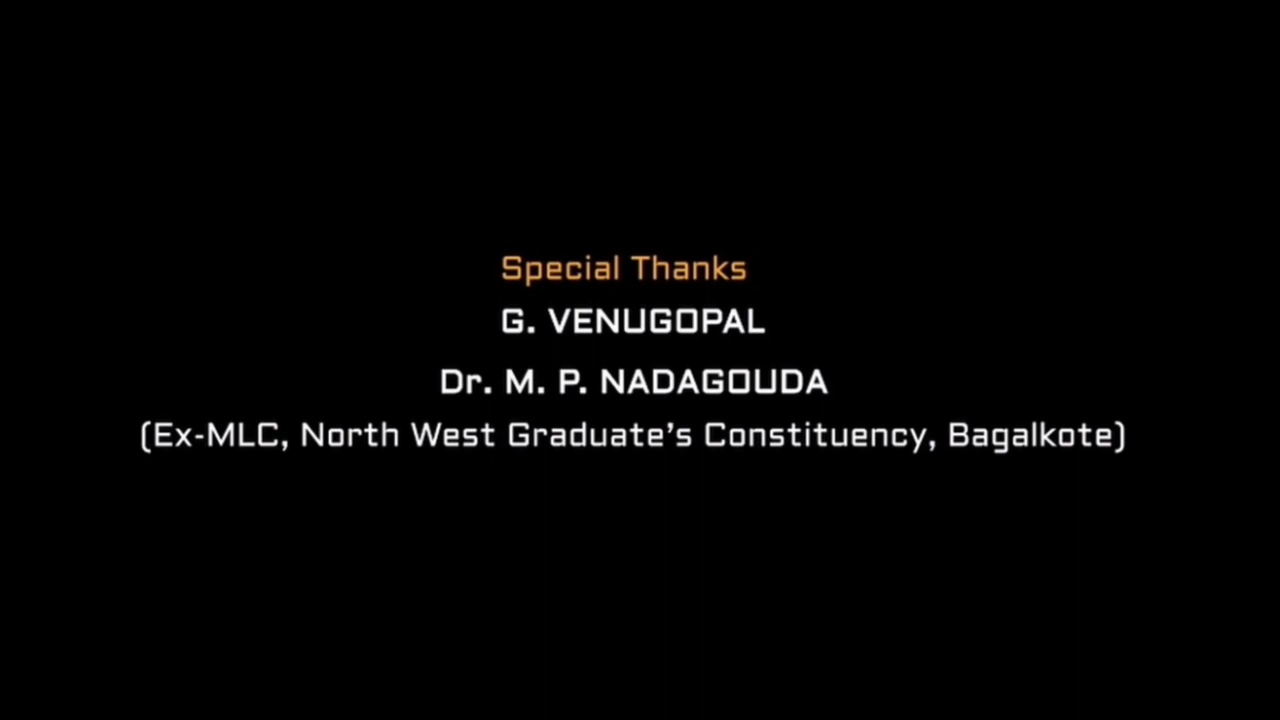 Special Thanks
G. VENUGOPAL
Dr. M. P. NADAGOUDA
(Ex-MLC, North West Graduate's Constituency, Bagalkote)